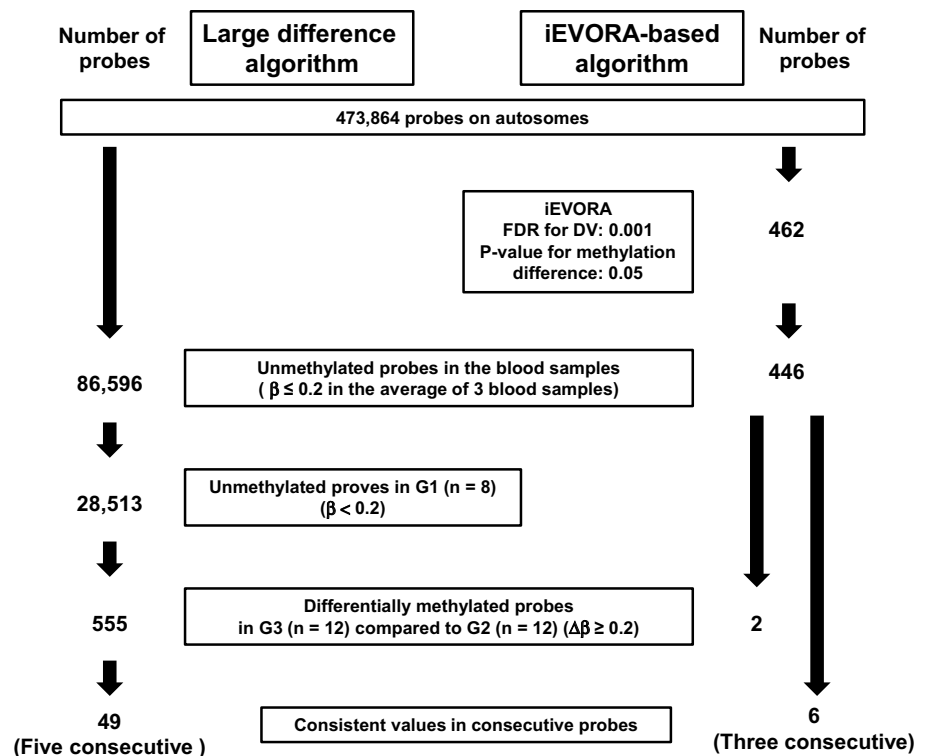 Number of
probes
Large difference
algorithm
iEVORA-based
algorithm
Number of
probes
473,864 probes on autosomes
iEVORA
FDR for DV: 0.001
P-value for methylation
difference: 0.05
462
86,596
Unmethylated probes in the blood samples
( β ≤ 0.2 in the average of 3 blood samples)
446
28,513
Unmethylated proves in G1 (n = 8)
(β < 0.2)
555
Differentially methylated probes
in G3 (n = 12) compared to G2 (n = 12) (Δβ ≥ 0.2)
2
49
(Five consecutive )
Consistent values in consecutive probes
6
(Three consecutive)